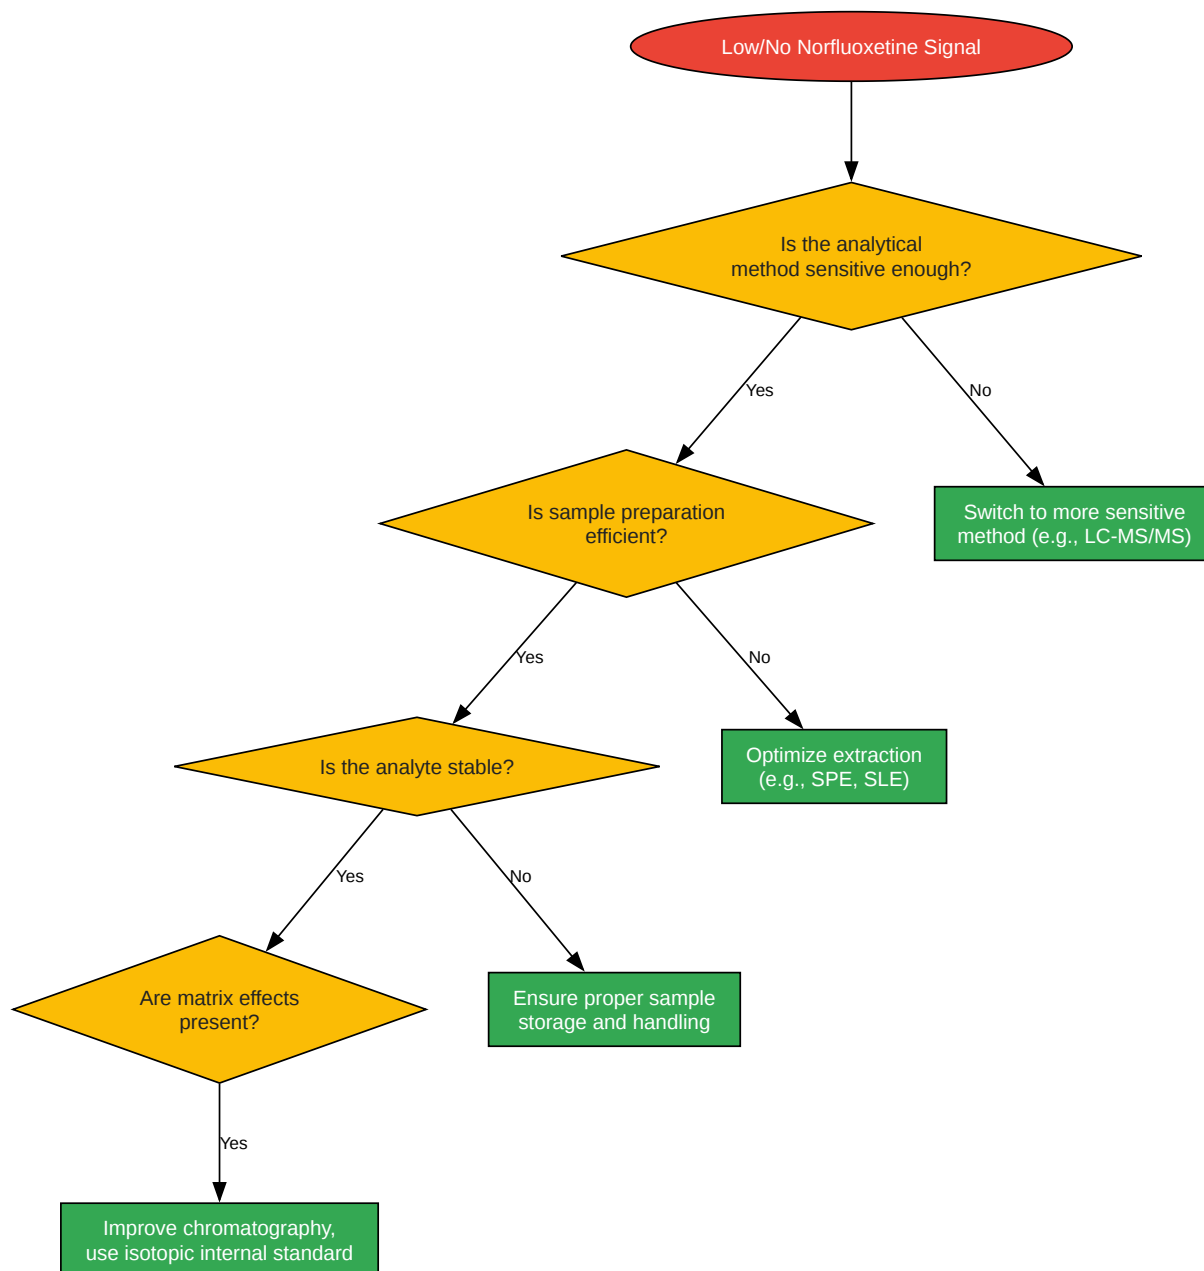 Low/No Norfluoxetine Signal
Is the analytical
method sensitive enough?
Yes
No
Is sample preparation
efficient?
Switch to more sensitive
method (e.g., LC-MS/MS)
Yes
No
Is the analyte stable?
Optimize extraction
(e.g., SPE, SLE)
Yes
No
Are matrix effects
present?
Ensure proper sample
storage and handling
Yes
Improve chromatography,
use isotopic internal standard